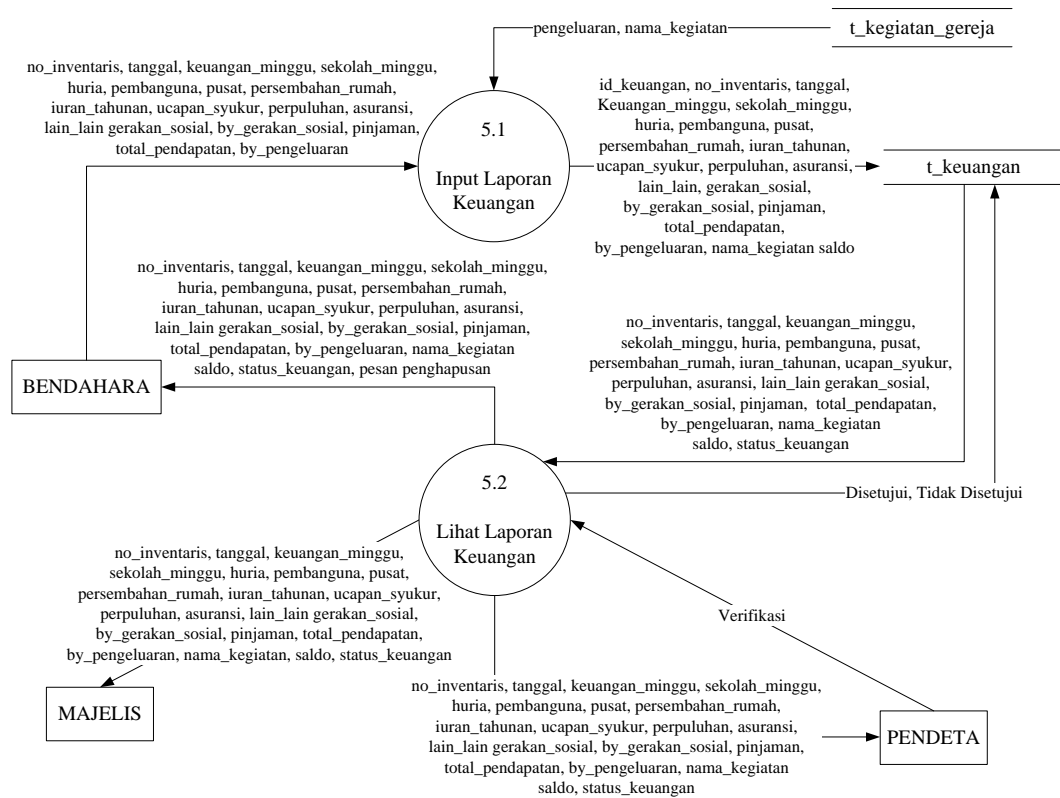 pengeluaran, nama_kegiatan
t_kegiatan_gereja
no_inventaris, tanggal, keuangan_minggu, sekolah_minggu,
huria, pembanguna, pusat, persembahan_rumah,
iuran_tahunan, ucapan_syukur, perpuluhan, asuransi,
lain_lain gerakan_sosial, by_gerakan_sosial, pinjaman,
total_pendapatan, by_pengeluaran
5.1
Input Laporan
Keuangan
id_keuangan, no_inventaris, tanggal,
Keuangan_minggu, sekolah_minggu,
huria, pembanguna, pusat,
persembahan_rumah, iuran_tahunan,
ucapan_syukur, perpuluhan, asuransi,
lain_lain, gerakan_sosial,
by_gerakan_sosial, pinjaman,
total_pendapatan,
by_pengeluaran, nama_kegiatan saldo
t_keuangan
no_inventaris, tanggal, keuangan_minggu, sekolah_minggu,
huria, pembanguna, pusat, persembahan_rumah,
iuran_tahunan, ucapan_syukur, perpuluhan, asuransi,
lain_lain gerakan_sosial, by_gerakan_sosial, pinjaman,
total_pendapatan, by_pengeluaran, nama_kegiatan
saldo, status_keuangan, pesan penghapusan
BENDAHARA
no_inventaris, tanggal, keuangan_minggu,
sekolah_minggu, huria, pembanguna, pusat,
persembahan_rumah, iuran_tahunan, ucapan_syukur,
perpuluhan, asuransi, lain_lain gerakan_sosial,
by_gerakan_sosial, pinjaman, total_pendapatan,
by_pengeluaran, nama_kegiatan
saldo, status_keuangan
5.2
Lihat Laporan
Keuangan
Disetujui, Tidak Disetujui
no_inventaris, tanggal, keuangan_minggu,
sekolah_minggu, huria, pembanguna, pusat,
persembahan_rumah, iuran_tahunan, ucapan_syukur,
perpuluhan, asuransi, lain_lain gerakan_sosial,
by_gerakan_sosial, pinjaman, total_pendapatan,
by_pengeluaran, nama_kegiatan, saldo, status_keuangan
Verifikasi
MAJELIS
no_inventaris, tanggal, keuangan_minggu, sekolah_minggu,
huria, pembanguna, pusat, persembahan_rumah,
iuran_tahunan, ucapan_syukur, perpuluhan, asuransi,
lain_lain gerakan_sosial, by_gerakan_sosial, pinjaman,
total_pendapatan, by_pengeluaran, nama_kegiatan
saldo, status_keuangan
PENDETA